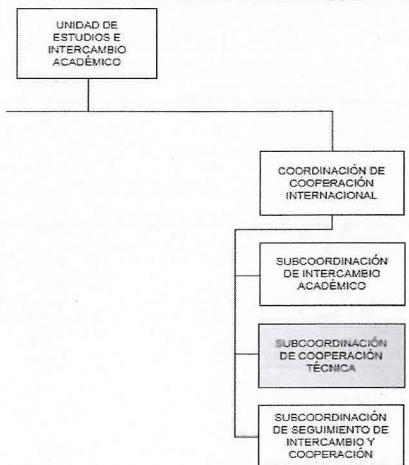 UNIDAD DE
ESTUDIOS E
INTERCAMBIO
ACADÉMICO
COORDINACIÓN DE
COOPERACIÓN
INTERNACIONAL
SUBCOORDINACIÓN
DE INTERCAMBIO
ACADÉMICO
SUBCOORDINACIÓN
DE COOPERACIÓN
TÉCNICA
SUBCOORDINACIÓN
DE SEGUIMIENTO DE
INTERCAMBIO Y
COOPERACIÓN